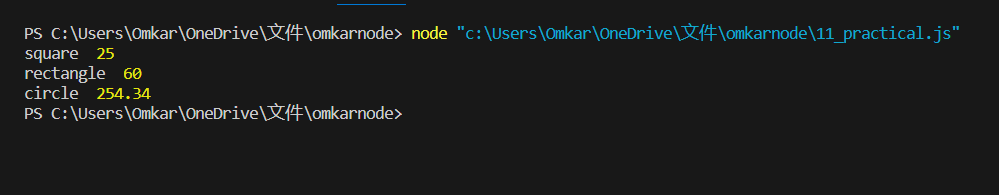 PS C:\Users\Omkar\OneDrive\文件\omkarnode> node "c:\Users\Omkar\OneDrive\文件\omkarnode\11_practical.js"
square  25
rectangle  60
circle  254.34
PS C:\Users\Omkar\OneDrive\文件\omkarnode>